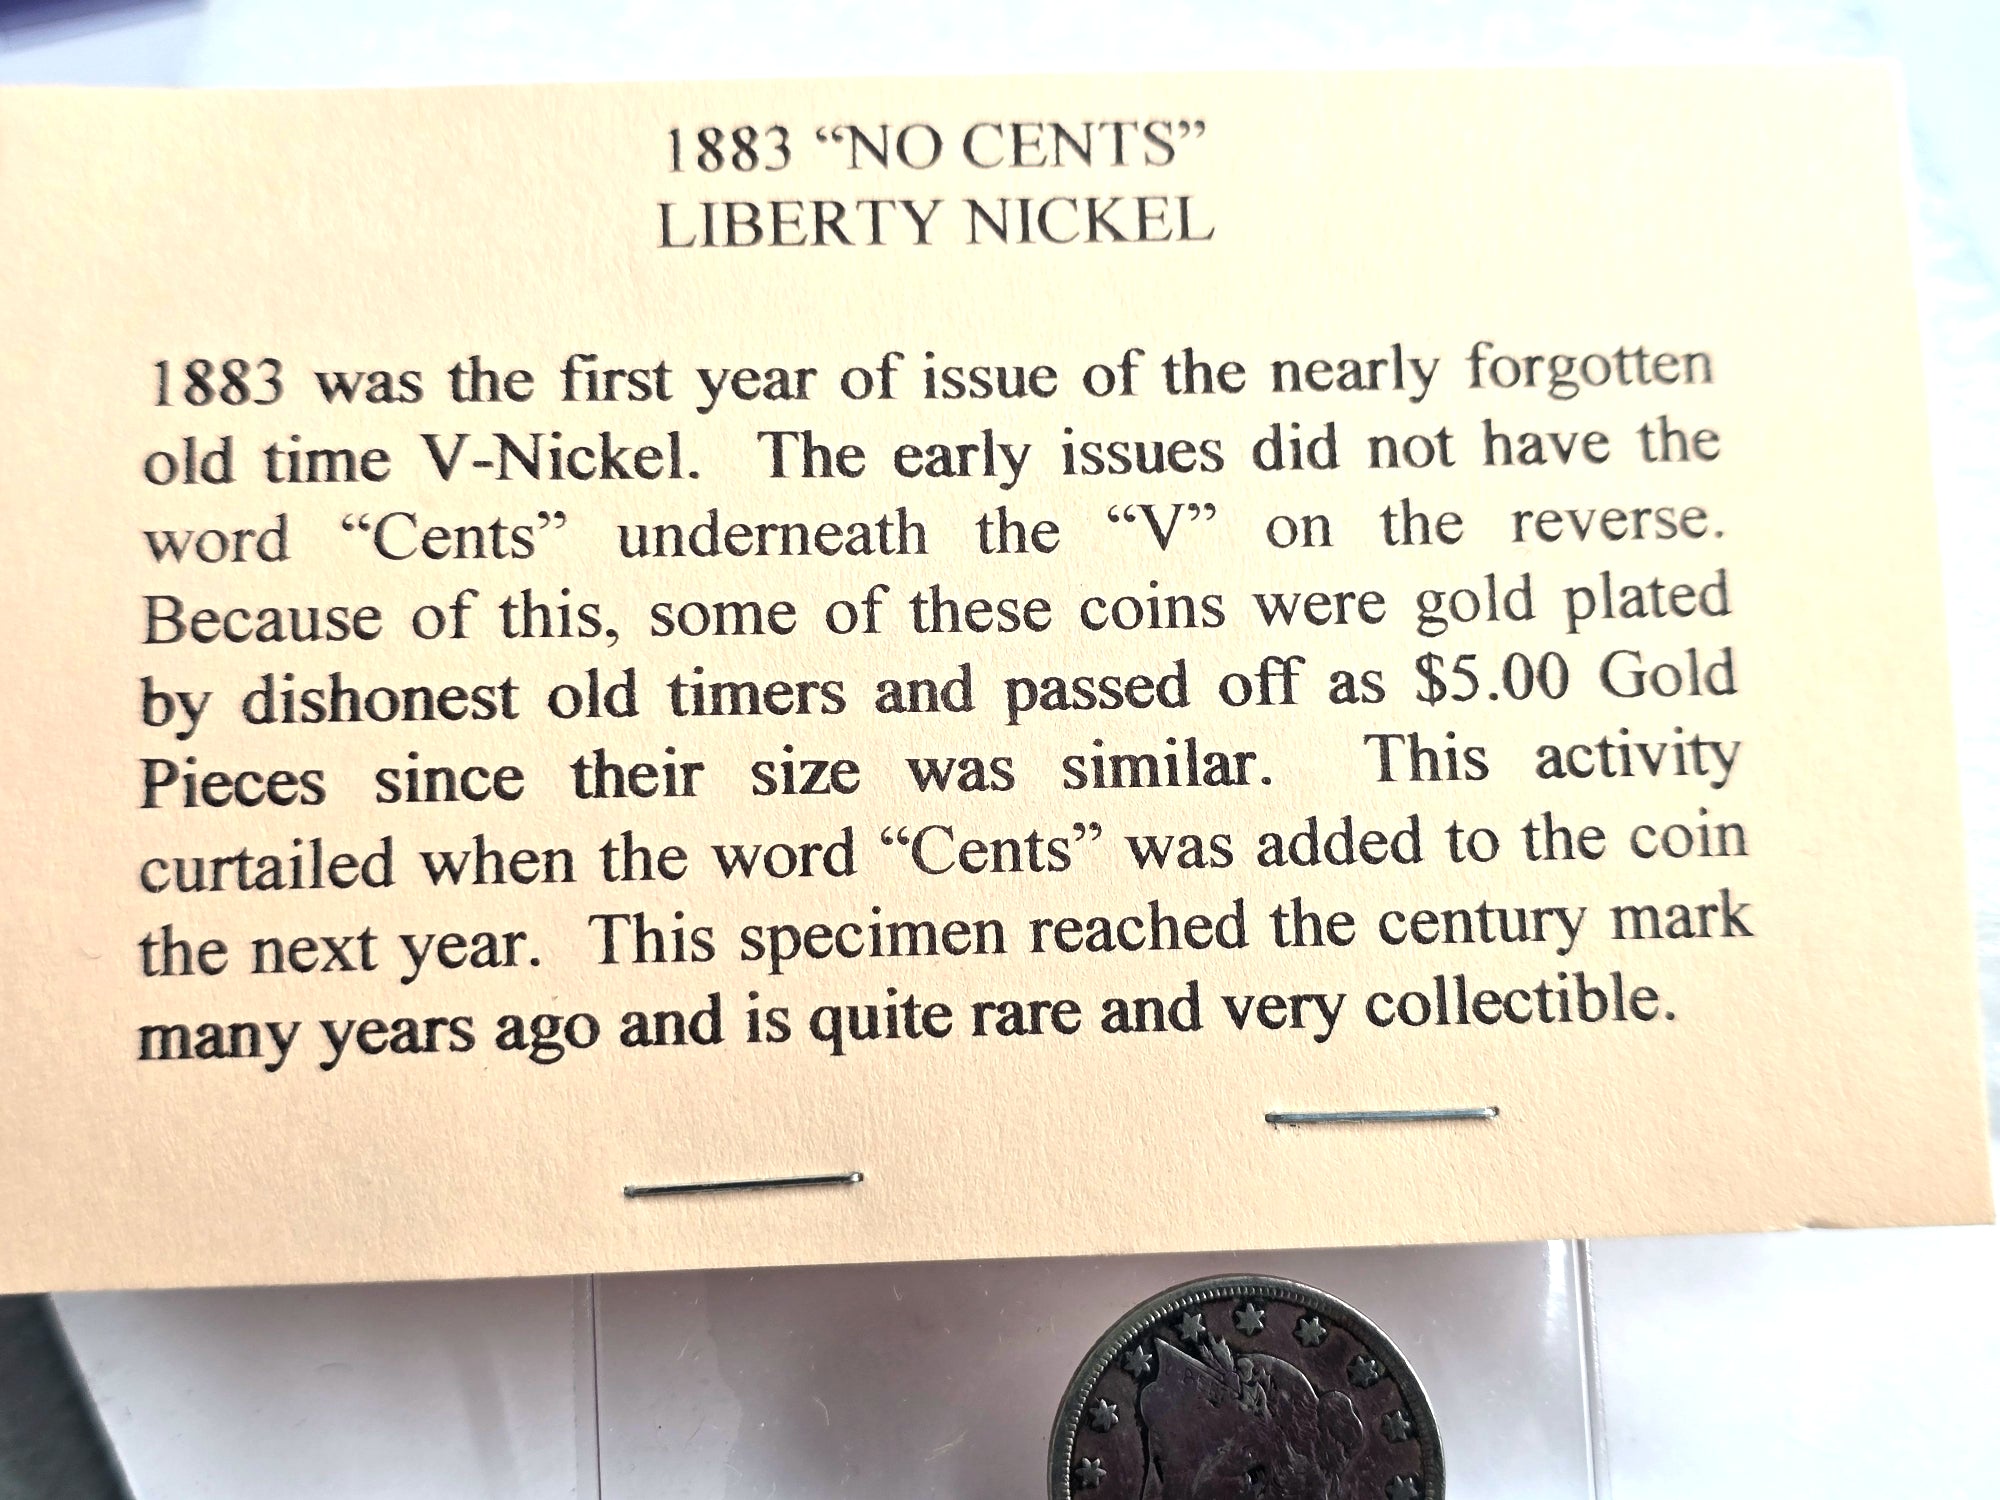 1883 “NO CENTS”
LIBERTY NICKEL
1883 was the first year of issue of the nearly forgotten
old time V-Nickel. The early issues did not have the
word “Cents” underneath the “V” on the reverse.
Because of this, some of these coins were gold plated
by dishonest old timers and passed off as $5.00 Gold
Pieces since their size was similar. This activity
curtailed when the word “Cents” was added to the coin
the next year. This specimen reached the century mark
many years ago and is quite rare and very collectible.